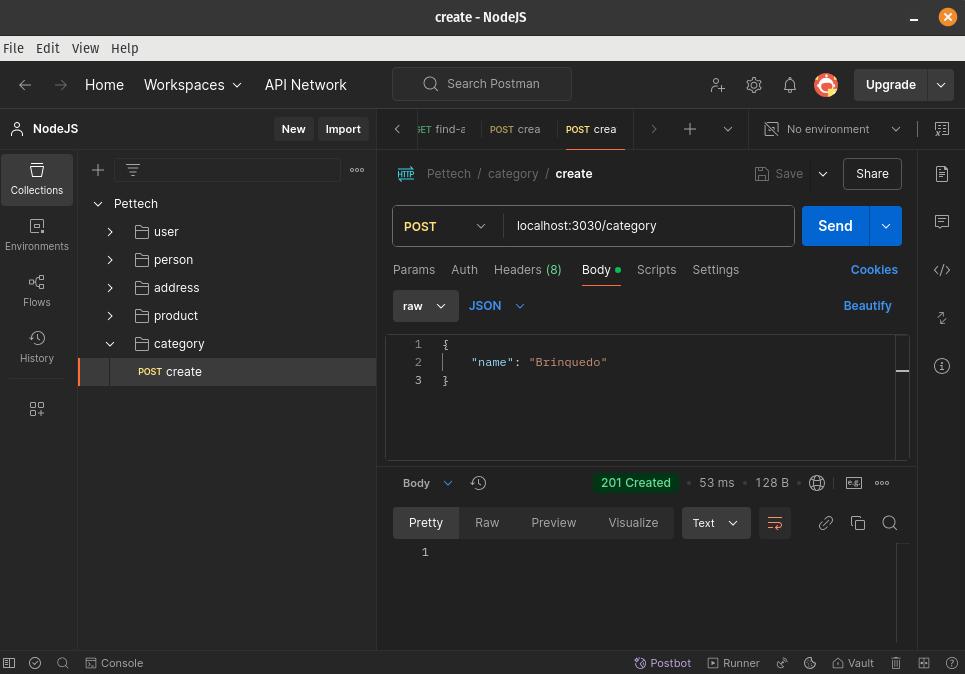 create - NodeJS
File Edit View Help
Home Workspaces API Network Search Postman Upgrade
NodeJS New Import
GET find-a POST crea POST crea No environment
Collections
Environments
Flows
History
Pettech
user
person
address
product
category
POST create
HTTP Pettech / category / create Save Share
POST localhost:3030/category Send
Params Auth Headers (8) Body Scripts Settings Cookies
raw JSON Beautify
1 {
2 "name": "Brinquedo"
3 }
Body 201 Created • 53 ms • 128 B • e.g.
Pretty Raw Preview Visualize Text
1
Console Postbot Runner Vault